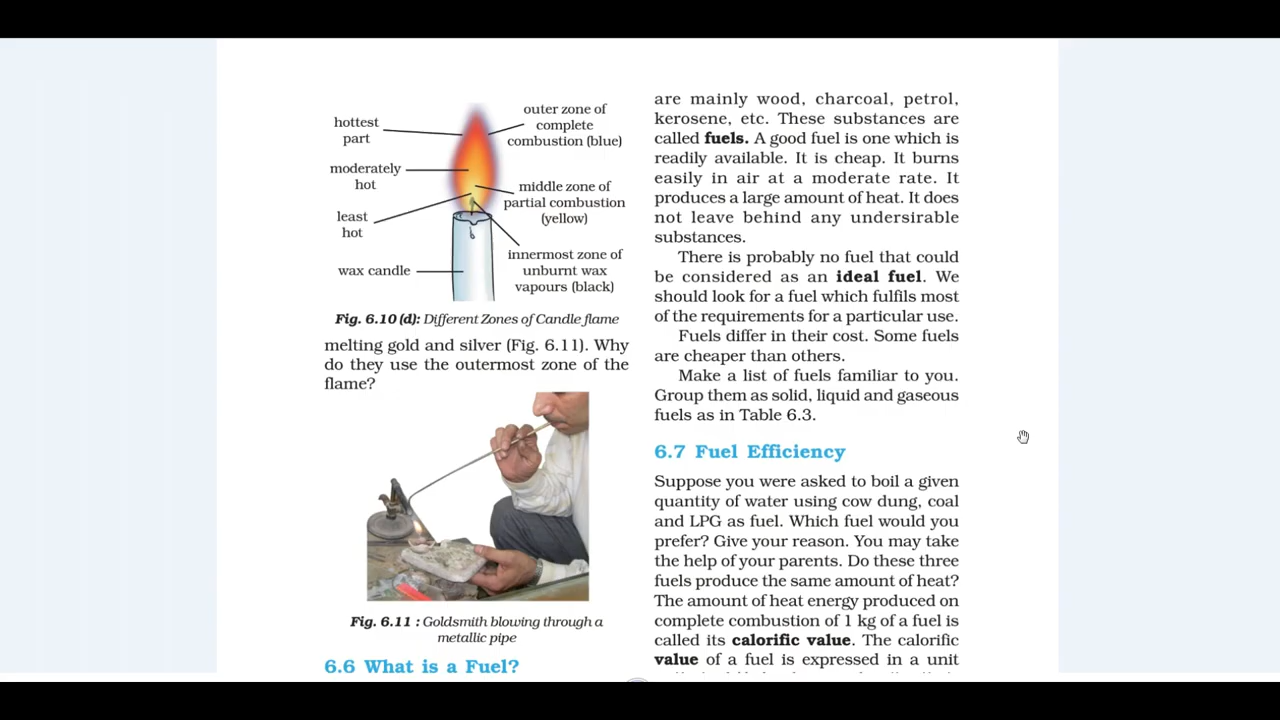 hottest
part
outer zone of
complete
combustion (blue)
moderately
hot
middle zone of
partial combustion
(yellow)
least
hot
innermost zone of
unburnt wax
vapours (black)
wax candle
Fig. 6.10 (d): Different Zones of Candle flame
melting gold and silver (Fig. 6.11). Why
do they use the outermost zone of the
flame?
Fig. 6.11 : Goldsmith blowing through a
metallic pipe
6.6 What is a Fuel?
are mainly wood, charcoal, petrol,
kerosene, etc. These substances are
called fuels. A good fuel is one which is
readily available. It is cheap. It burns
easily in air at a moderate rate. It
produces a large amount of heat. It does
not leave behind any undersirable
substances.
There is probably no fuel that could
be considered as an ideal fuel. We
should look for a fuel which fulfils most
of the requirements for a particular use.
Fuels differ in their cost. Some fuels
are cheaper than others.
Make a list of fuels familiar to you.
Group them as solid, liquid and gaseous
fuels as in Table 6.3.
6.7 Fuel Efficiency
Suppose you were asked to boil a given
quantity of water using cow dung, coal
and LPG as fuel. Which fuel would you
prefer? Give your reason. You may take
the help of your parents. Do these three
fuels produce the same amount of heat?
The amount of heat energy produced on
complete combustion of 1 kg of a fuel is
called its calorific value. The calorific
value of a fuel is expressed in a unit